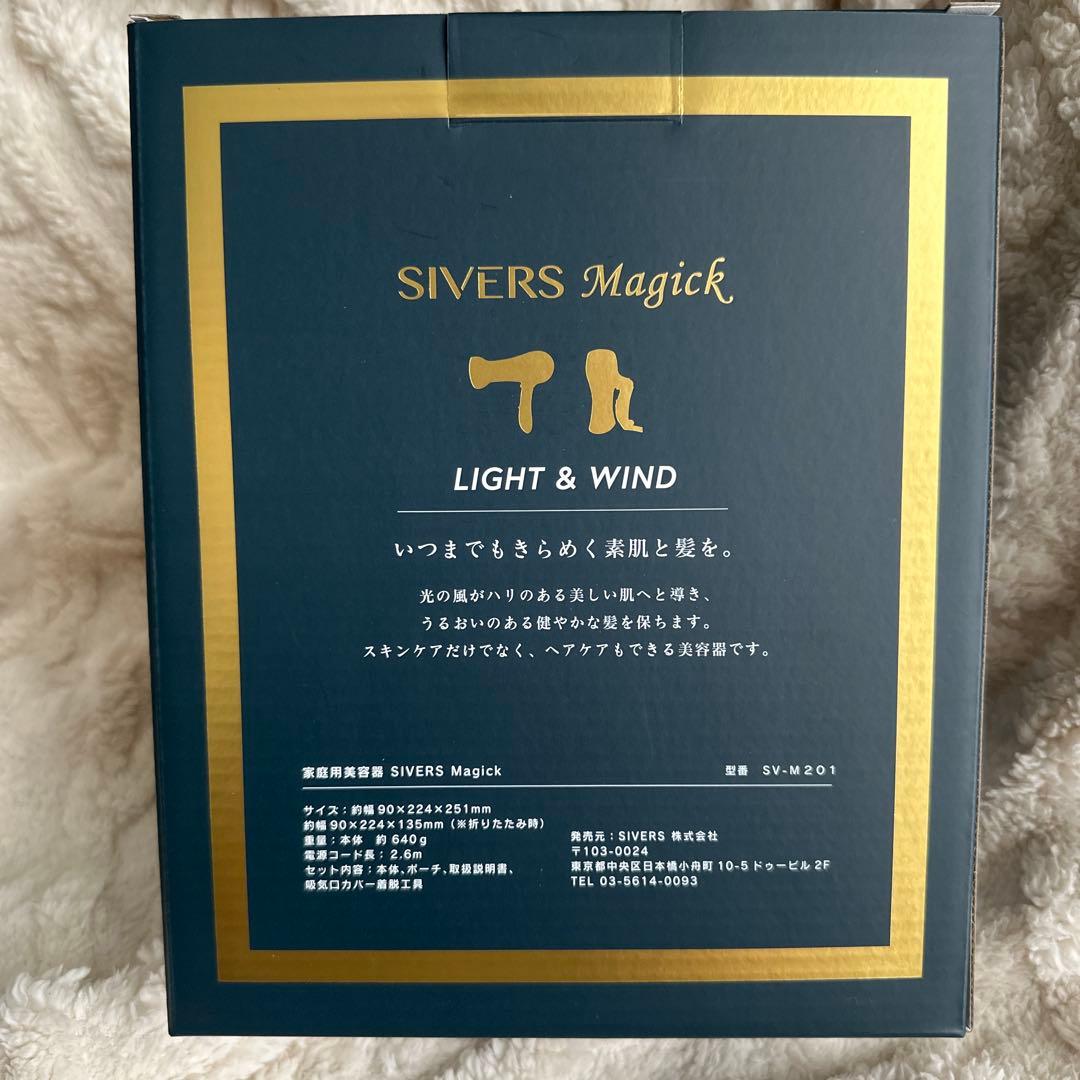 SIVERS Magick
LIGHT & WIND
いつまでもきらめく素肌と髪を。
光の風がハリのある美しい肌へと導き、
うるおいのある健やかな髪を保ちます。
スキンケアだけでなく、ヘアケアもできる美容器です。
家庭用美容器 SIVERS Magick
型番 SV-M201
サイズ：約幅90×224×251mm
約幅90×224×135mm（※折りたたみ時）
重量：本体 約640g
電源コード長：2.6m
セット内容：本体、ポーチ、取扱説明書、
吸気口カバー着脱工具
発売元：SIVERS 株式会社
〒103-0024
東京都中央区日本橋小舟町10-5ドゥービル2F
TEL 03-5614-0093